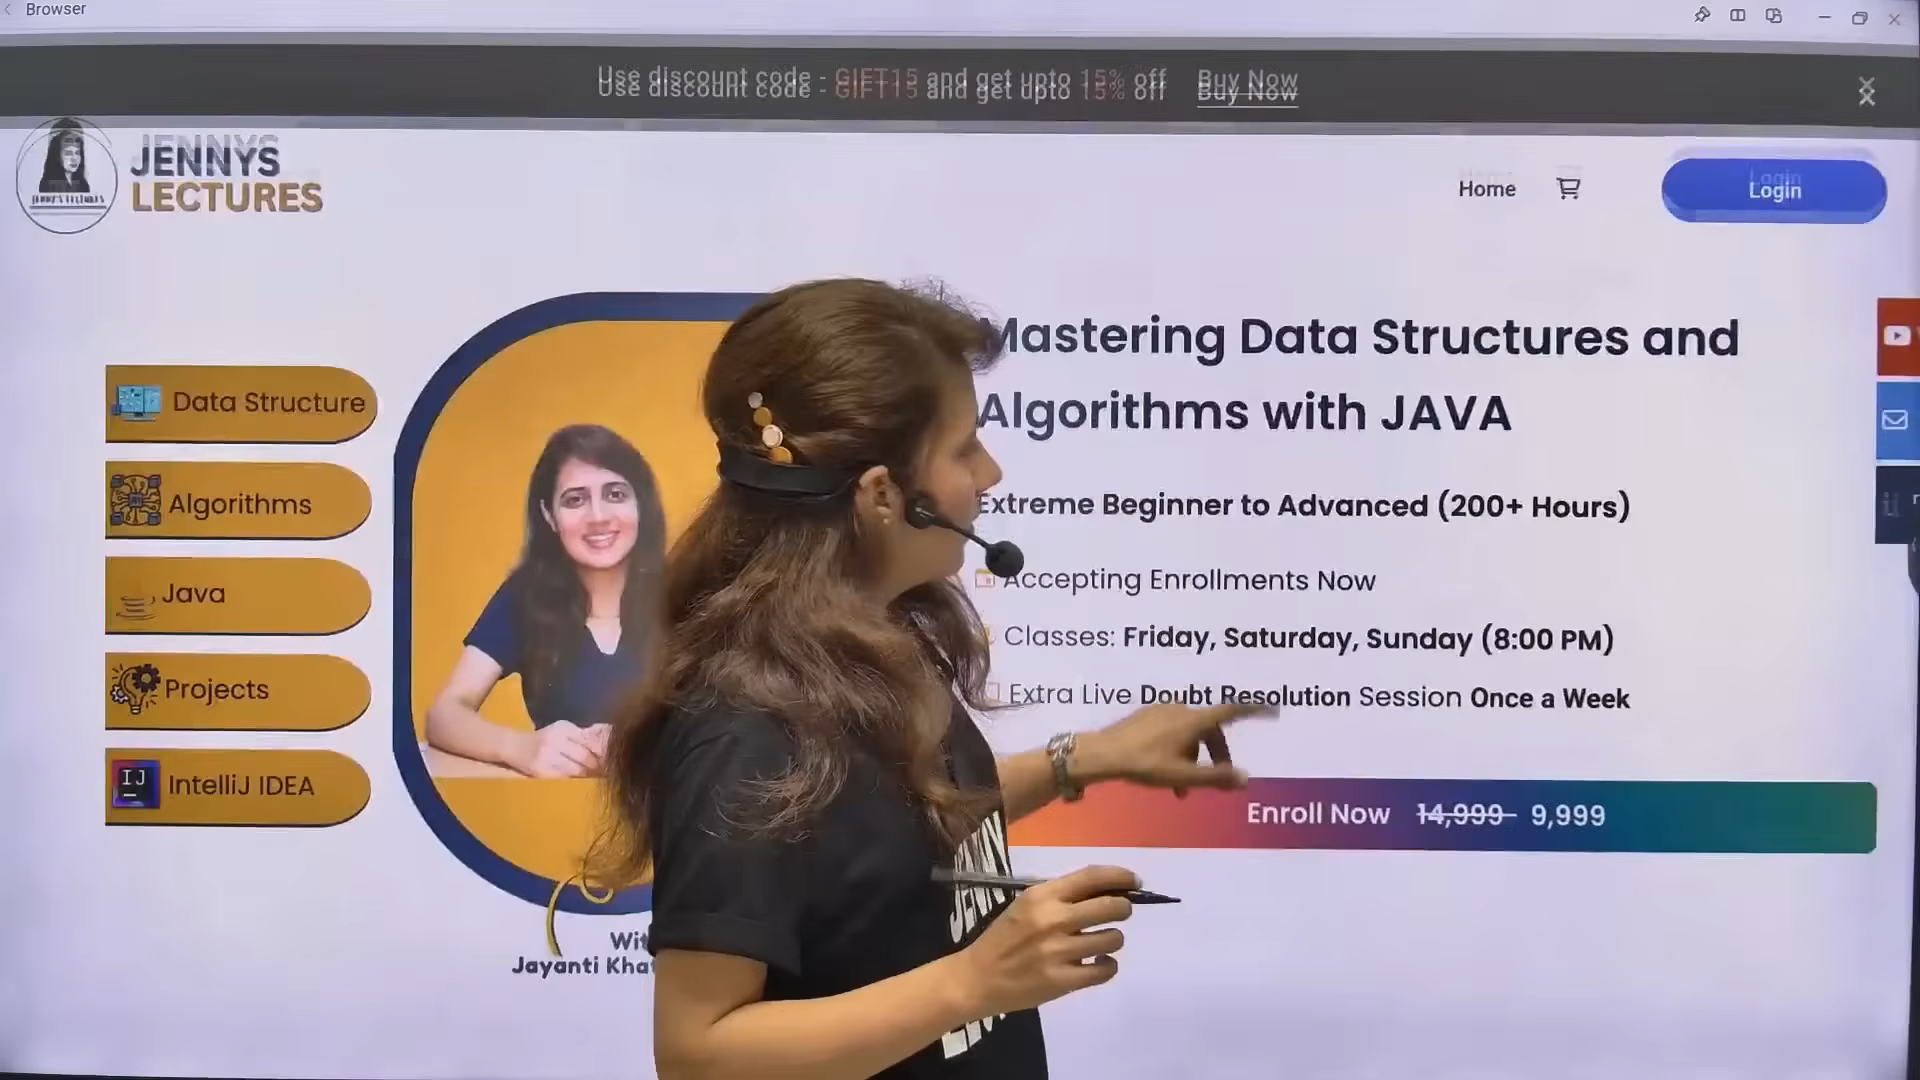 Browser
Use discount code - GIFT15 and get upto 15% off Buy Now
JENNYS
LECTURES
Home
Login
Mastering Data Structures and
Algorithms with JAVA
Extreme Beginner to Advanced (200+ Hours)
Accepting Enrollments Now
Classes: Friday, Saturday, Sunday (8:00 PM)
Extra Live Doubt Resolution Session Once a Week
Enroll Now 14,999 9,999
Data Structure
Algorithms
Java
Projects
IJ
IntelliJ IDEA
Jayanti
JENNY